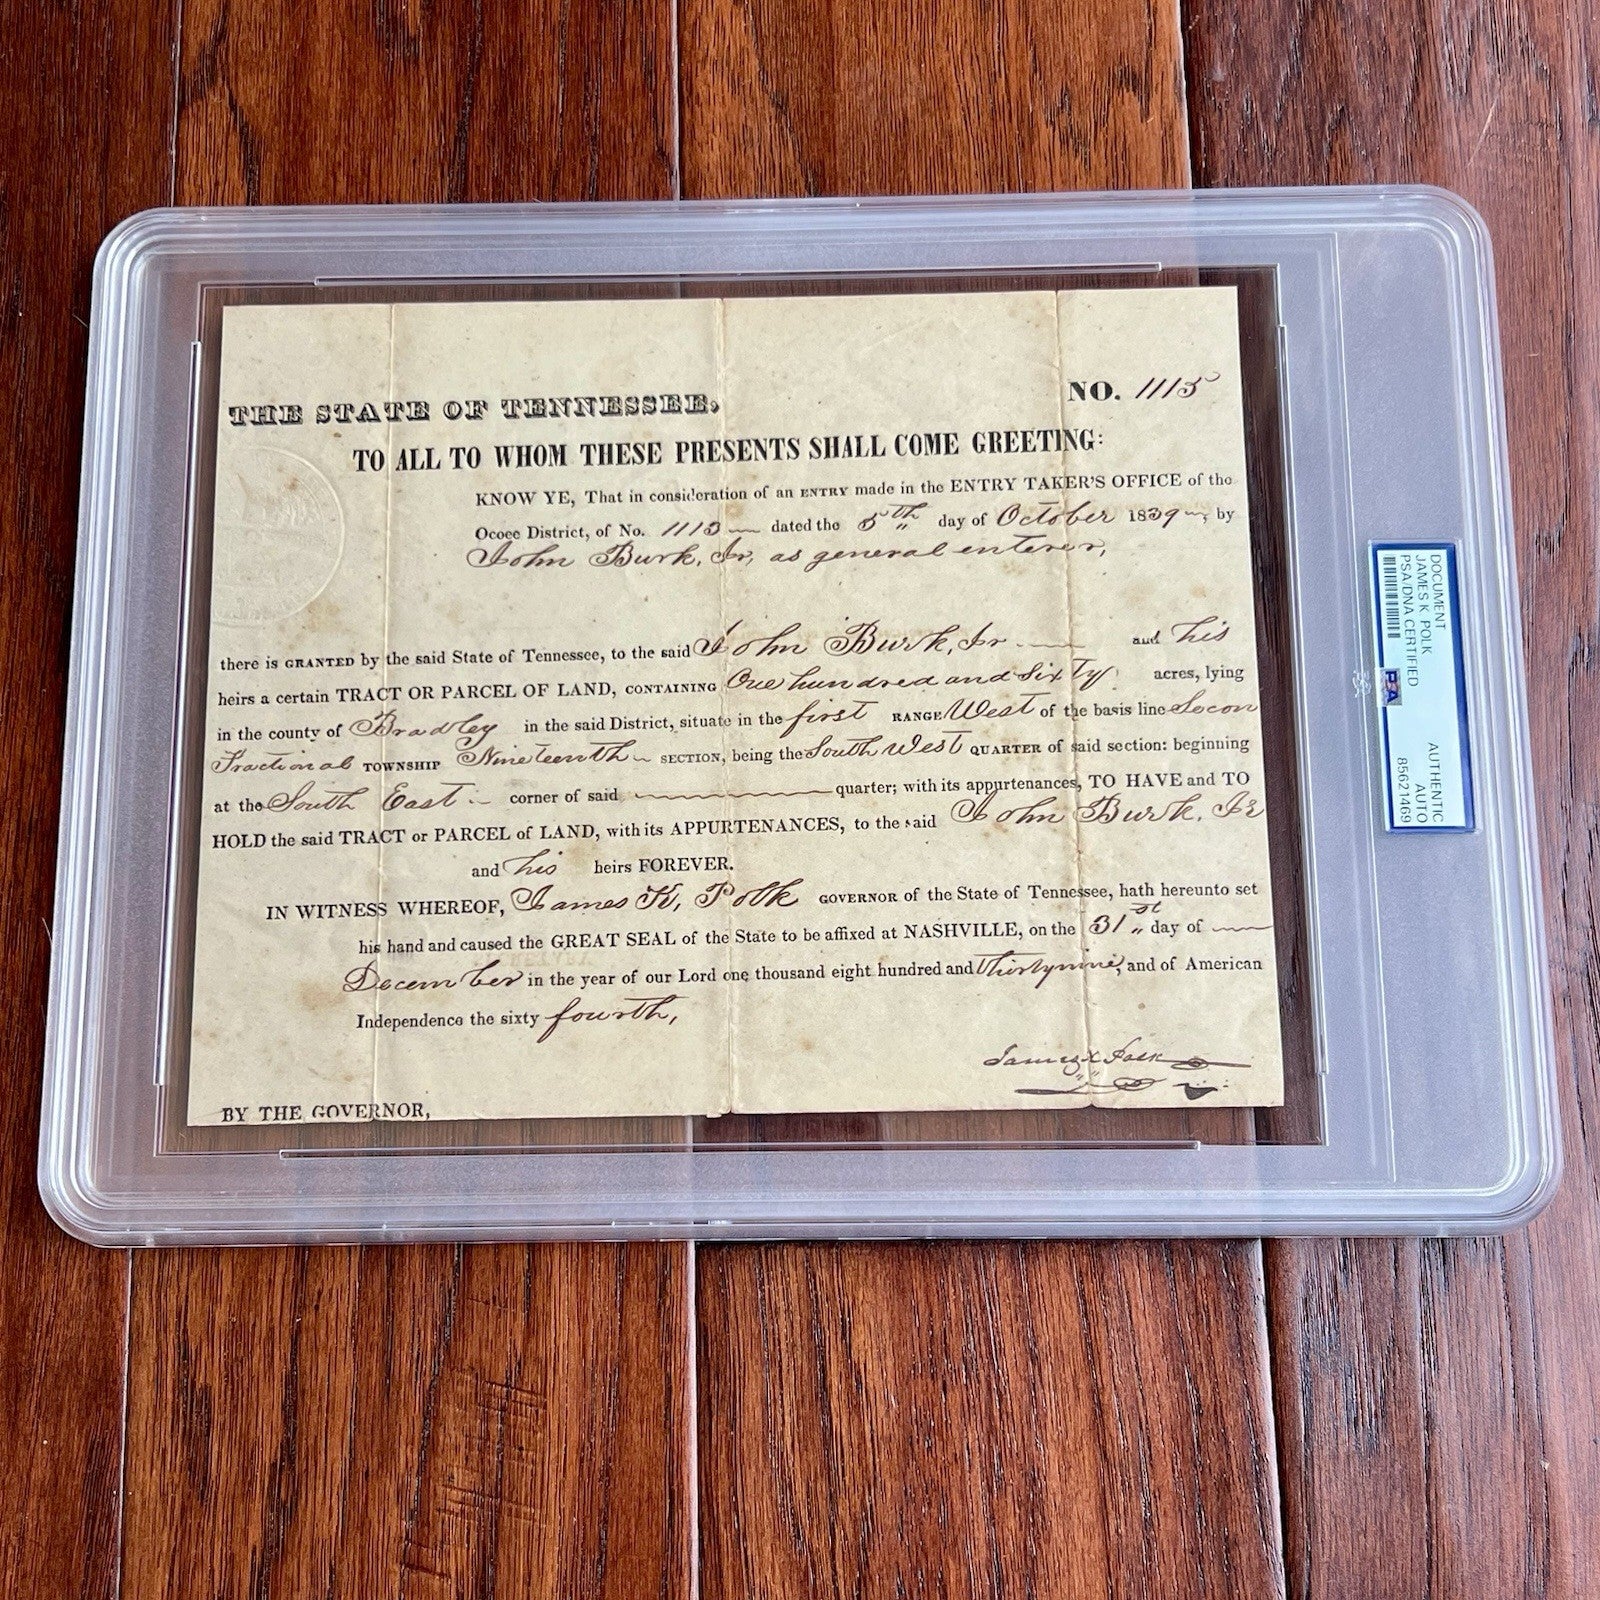 THE STATE OF TENNESSEE,
NO. 1115
TO ALL TO WHOM THESE PRESENTS SHALL COME GREETING:
KNOW YE, That in consideration of an ENTRY made in the ENTRY TAKER'S OFFICE of the
Ococe District, of No. 1113 dated the 5th day of October 1839 by
John Burk, Jr, as general enterer,
there is GRANTED by the said State of Tennessee, to the said John Burk, Jr and his
heirs a certain TRACT OR PARCEL OF LAND, CONTAINING One hundred and Sixty acres, lying
in the county of Bradley in the said District, situate in the first RANGE West of the basis line Secon
Fractional TOWNSHIP Nineteenth SECTION, being the South West QUARTER of said section: beginning
at the South East corner of said quarter; with its appurtenances, TO HAVE and TO
HOLD the said TRACT or PARCEL of LAND, with its APPURTENANCES, to the said John Burk, Jr
and his heirs FOREVER.
IN WITNESS WHEREOF, James K, Polk GOVERNOR of the State of Tennessee, hath hereunto set
his hand and caused the GREAT SEAL of the State to be affixed at NASHVILLE, on the 31st day of
December in the year of our Lord one thousand eight hundred and thirtynine, and of American
Independence the sixty fourth,
James K Polk
BY THE GOVERNOR,
DOCUMENT
JAMES K. POLK
PSA/DNA CERTIFIED
AUTHENTIC
AUTO
85621469
PSA